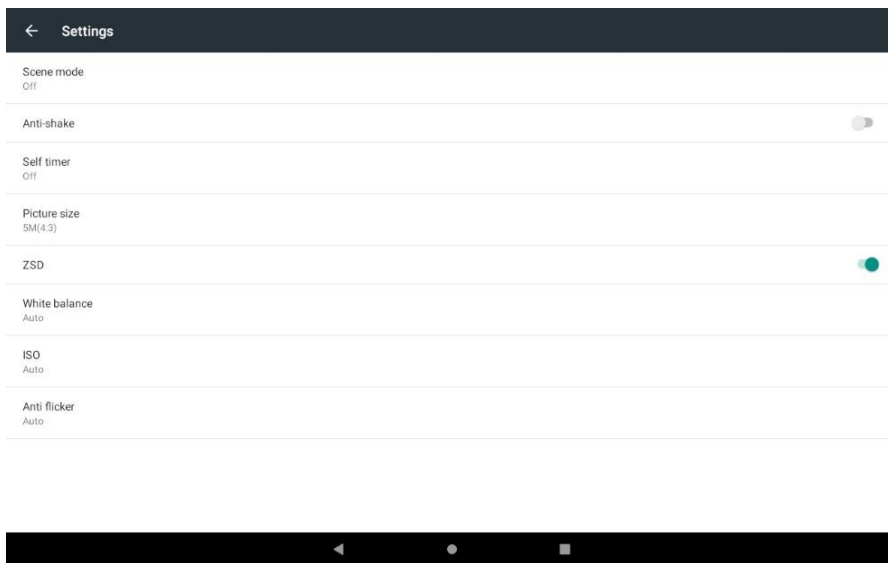 Settings
Scene mode
Off
Anti-shake
Self timer
Off
Picture size
5M(4:3)
ZSD
White balance
Auto
ISO
Auto
Anti flicker
Auto